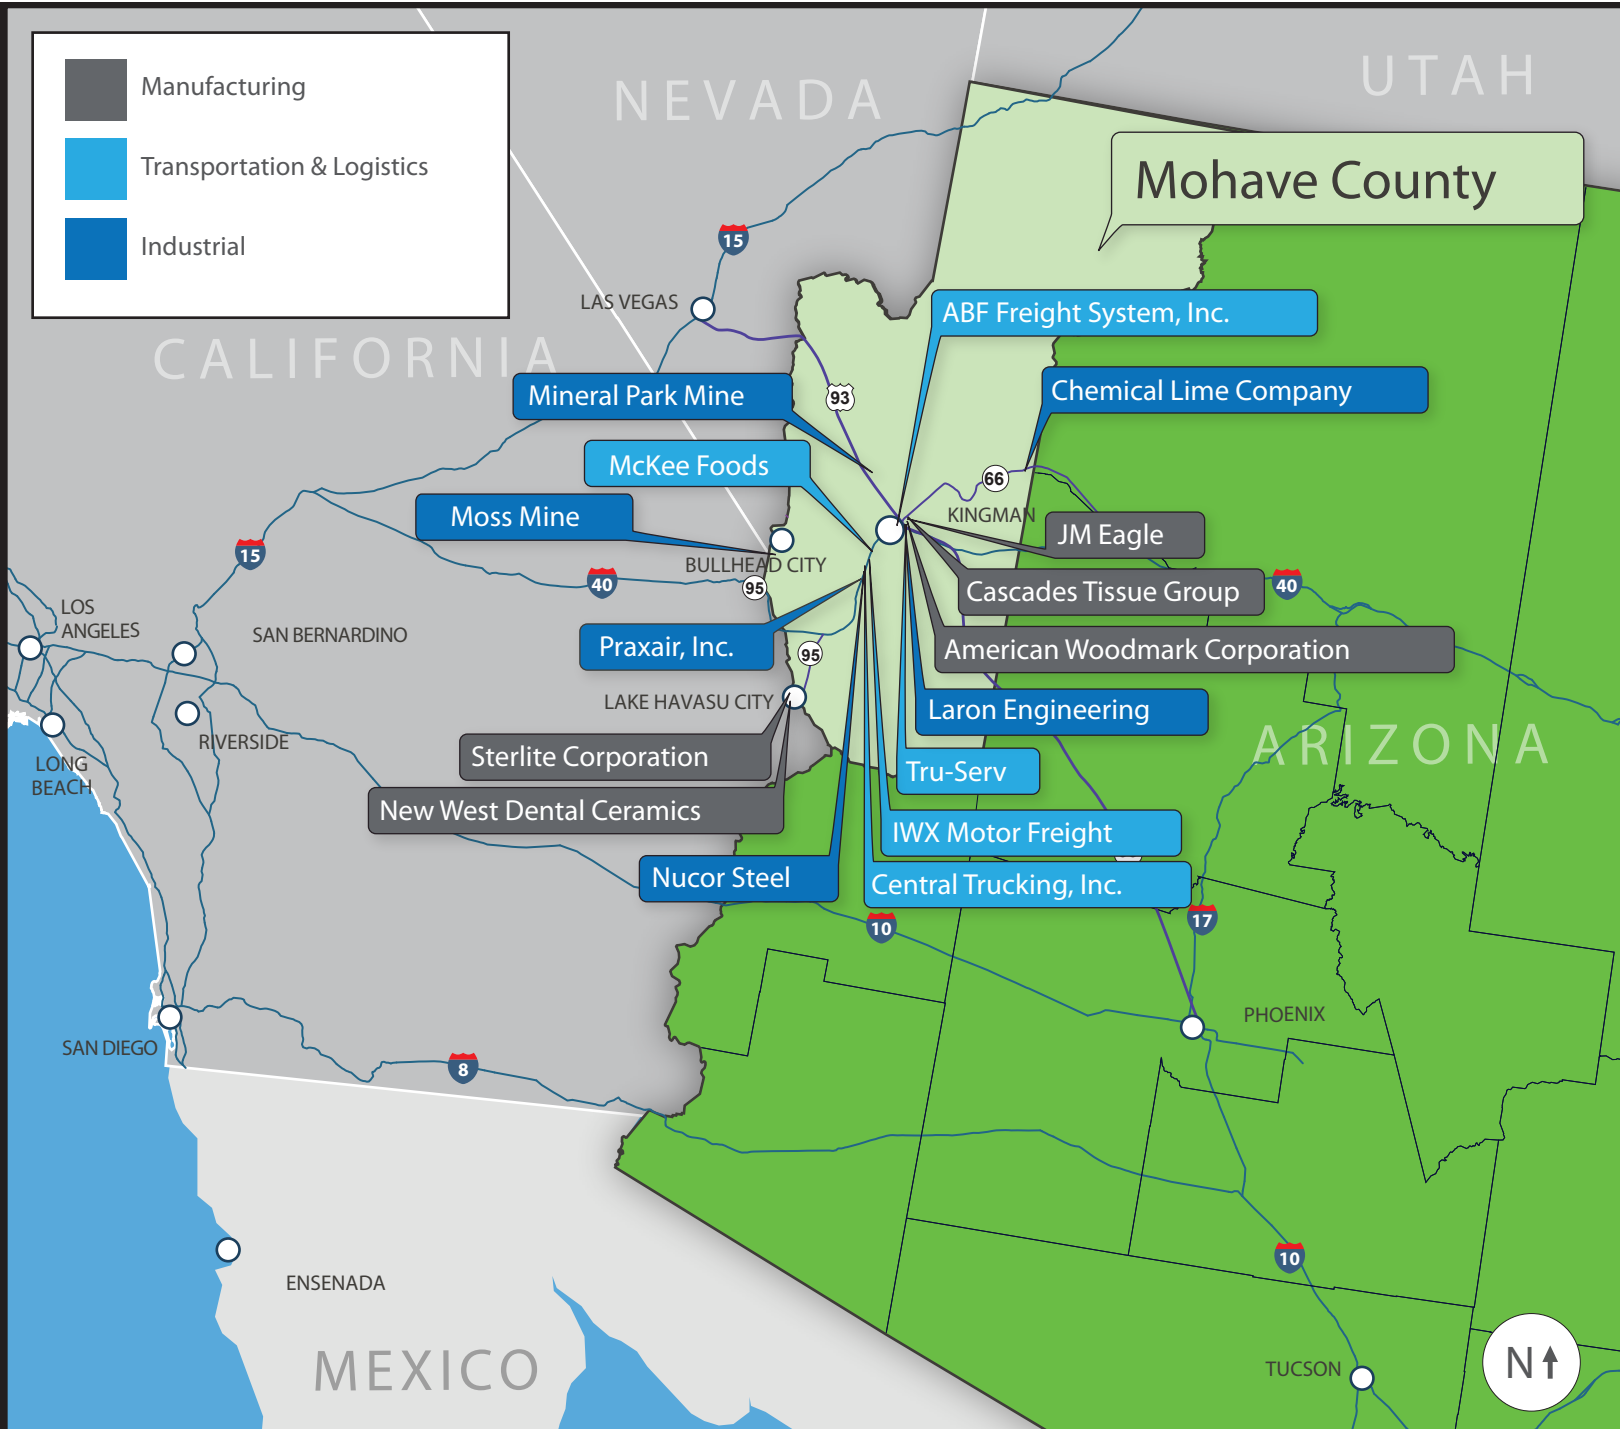 Manufacturing
Transportation & Logistics
Industrial
NEVADA
UTAH
Mohave County
15
LAS VEGAS
CALIFORNIA
ABF Freight System, Inc.
Mineral Park Mine
93
Chemical Lime Company
McKee Foods
66
Moss Mine
KINGMAN
JM Eagle
15
BULLHEAD CITY
40
95
Cascades Tissue Group
40
LOS
ANGELES
SAN BERNARDINO
Praxair, Inc.
95
American Woodmark Corporation
LAKE HAVASU CITY
Laron Engineering
RIVERSIDE
ARIZONA
Sterlite Corporation
LONG
BEACH
Tru-Serv
New West Dental Ceramics
IWX Motor Freight
Nucor Steel
Central Trucking, Inc.
10
17
PHOENIX
SAN DIEGO
8
10
ENSENADA
MEXICO
TUCSON
N